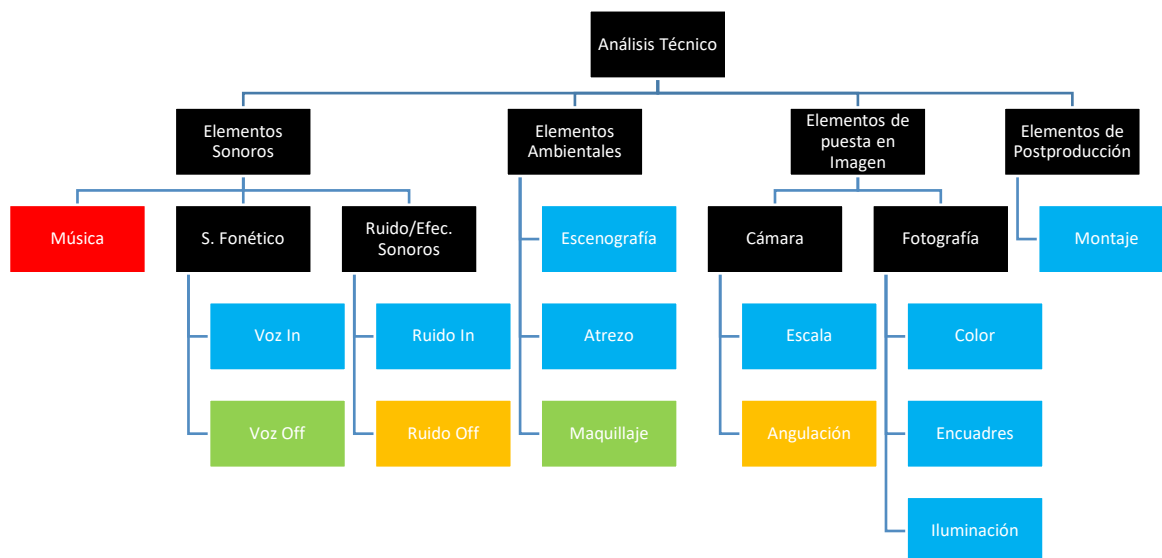 Análisis Técnico
Elementos
Sonoros
Elementos
Ambientales
Elementos de
puesta en
Imagen
Elementos de
Postproducción
Música
S. Fonético
Ruido/Efec.
Sonoros
Escenografía
Cámara
Fotografía
Montaje
Voz In
Ruido In
Atrezo
Escala
Color
Voz Off
Ruido Off
Maquillaje
Angulación
Encuadres
Iluminación